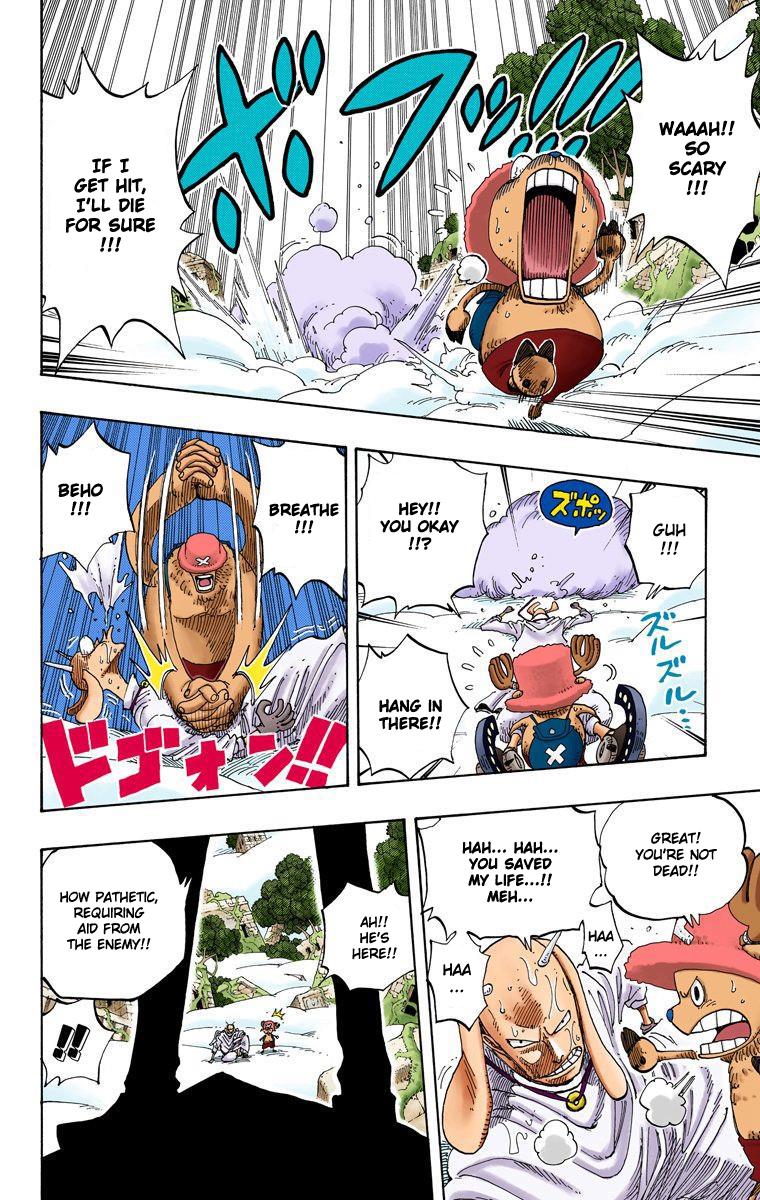 WAAAH!!
SO
SCARY
!!!
ボフッ!!!!
IF I
GET HIT,
I'LL DIE
FOR SURE
!!!
GUH
!!!
ズポッ
HEY!!
YOU OKAY
!!?
ズルズル…
HANG IN
THERE!!
BREATHE
!!!
BEHO
!!!
ドゴォン!!
GREAT!
YOU'RE NOT
DEAD!!
HAH... HAH...
YOU SAVED
MY LIFE...!!
MEH...
HAA
...
HAA
...
AH!!
HE'S
HERE!!
HOW PATHETIC,
REQUIRING
AID FROM
THE ENEMY!!
!!